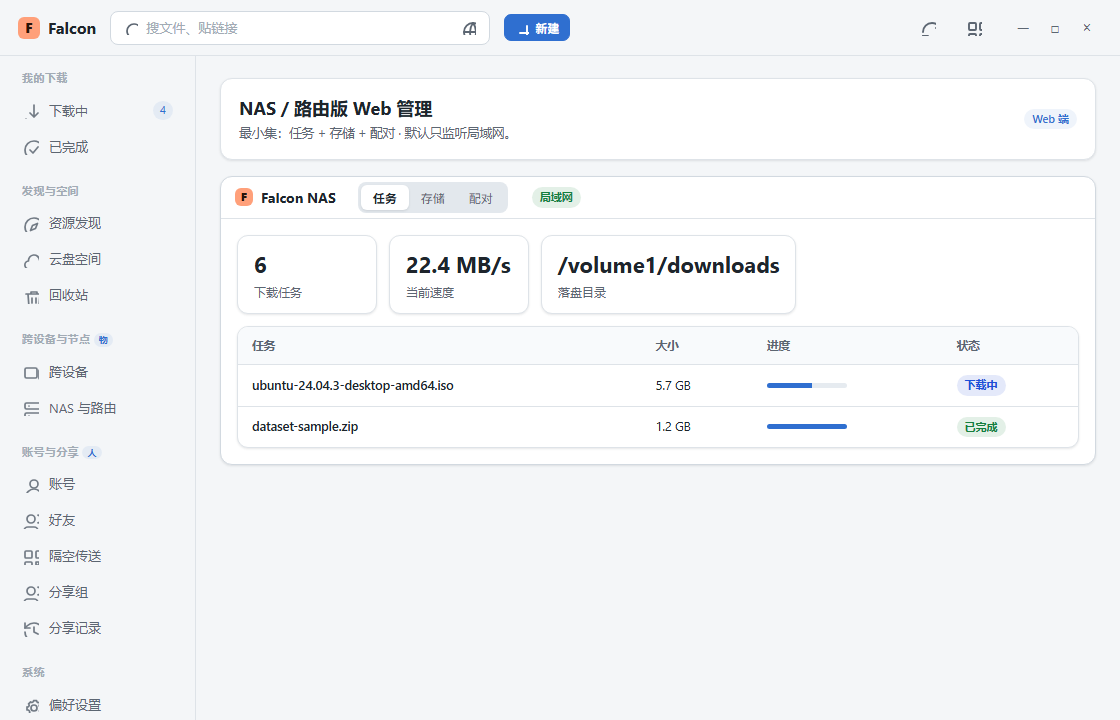 F Falcon
搜文件、贴链接
新建
我的下载
下载中 4
已完成
发现与空间
资源发现
云盘空间
回收站
跨设备与节点 物
跨设备
NAS 与路由
账号与分享 人
账号
好友
隔空传送
分享组
分享记录
系统
偏好设置
NAS / 路由版 Web 管理
最小集：任务 + 存储 + 配对 · 默认只监听局域网。
Web 端
F Falcon NAS 任务 存储 配对 局域网
6
下载任务
22.4 MB/s
当前速度
/volume1/downloads
落盘目录
任务 大小 进度 状态
ubuntu-24.04.3-desktop-amd64.iso 5.7 GB 下载中
dataset-sample.zip 1.2 GB 已完成